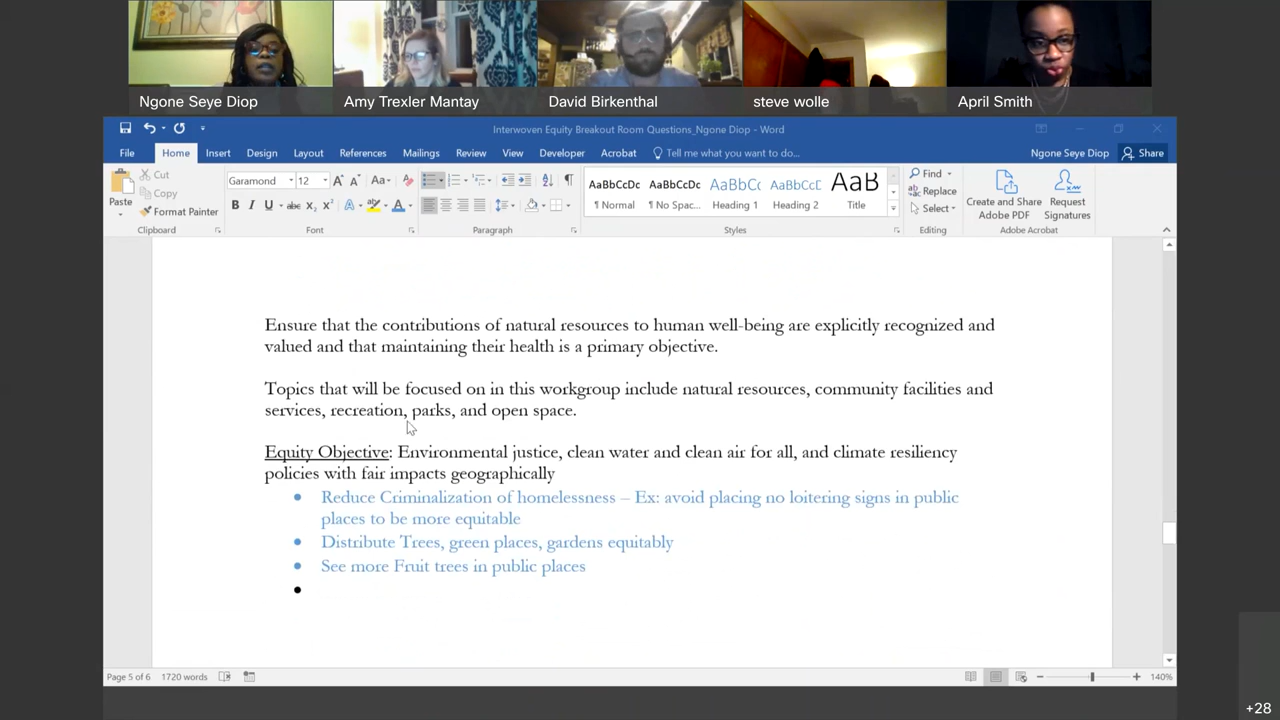 Ngone Seye Diop
Amy Trexler Mantay
David Birkenthal
steve wolle
April Smith
Interwoven Equity Breakout Room Questions_Ngone Diop - Word
File Home Insert Design Layout References Mailings Review View Developer Acrobat Tell me what you want to do... Ngone Seye Diop Share
Paste
Cut
Copy
Format Painter
Clipboard
Garamond 12 A A Aa
B I U abc X₂ X² A aby A
Font
Paragraph
AaBbCcDc AaBbCcDc AaBbCc AaBbCcD AaB
¶ Normal ¶ No Spac... Heading 1 Heading 2 Title
Styles
Find
Replace
Select
Editing
Create and Share
Adobe PDF
Request
Signatures
Adobe Acrobat
Ensure that the contributions of natural resources to human well-being are explicitly recognized and
valued and that maintaining their health is a primary objective.
Topics that will be focused on in this workgroup include natural resources, community facilities and
services, recreation, parks, and open space.
Equity Objective: Environmental justice, clean water and clean air for all, and climate resiliency
policies with fair impacts geographically
• Reduce Criminalization of homelessness – Ex: avoid placing no loitering signs in public
places to be more equitable
• Distribute Trees, green places, gardens equitably
• See more Fruit trees in public places
•
Page 5 of 6 1720 words 140%
+28